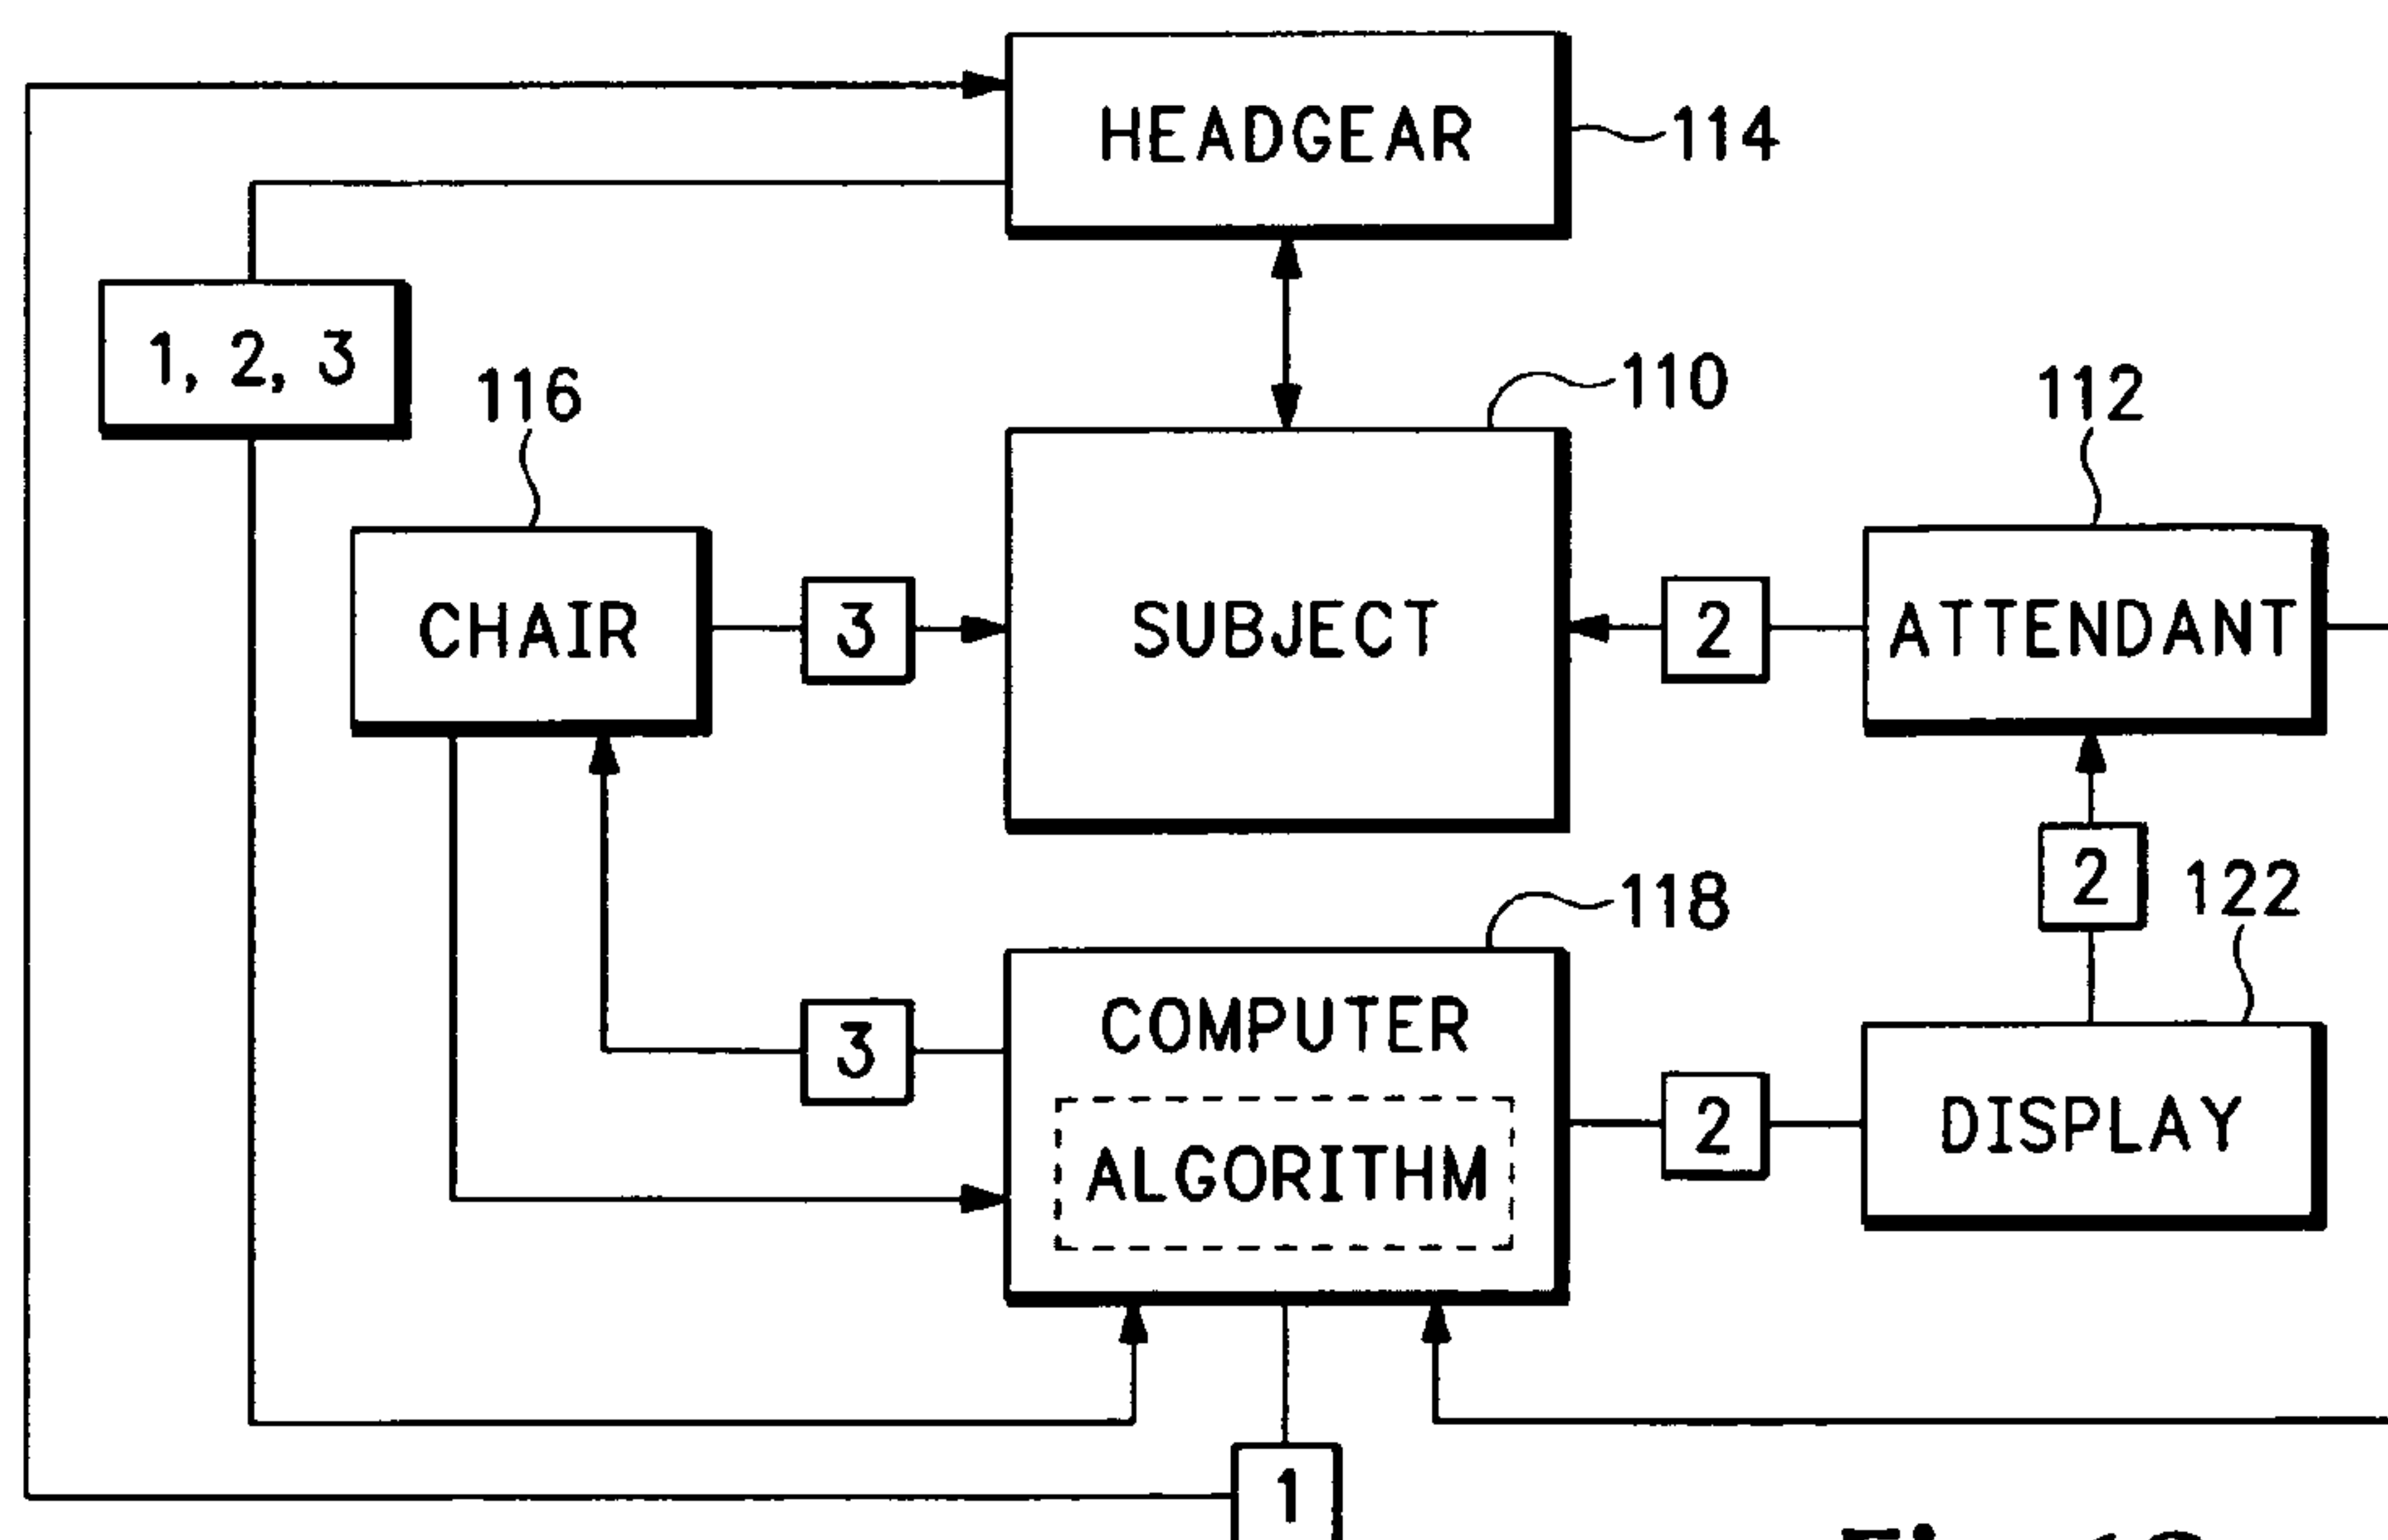 HEADGEAR
114
1, 2, 3
116
110
112
CHAIR
3
SUBJECT
2
ATTENDANT
2
122
118
3
COMPUTER
ALGORITHM
2
DISPLAY
1